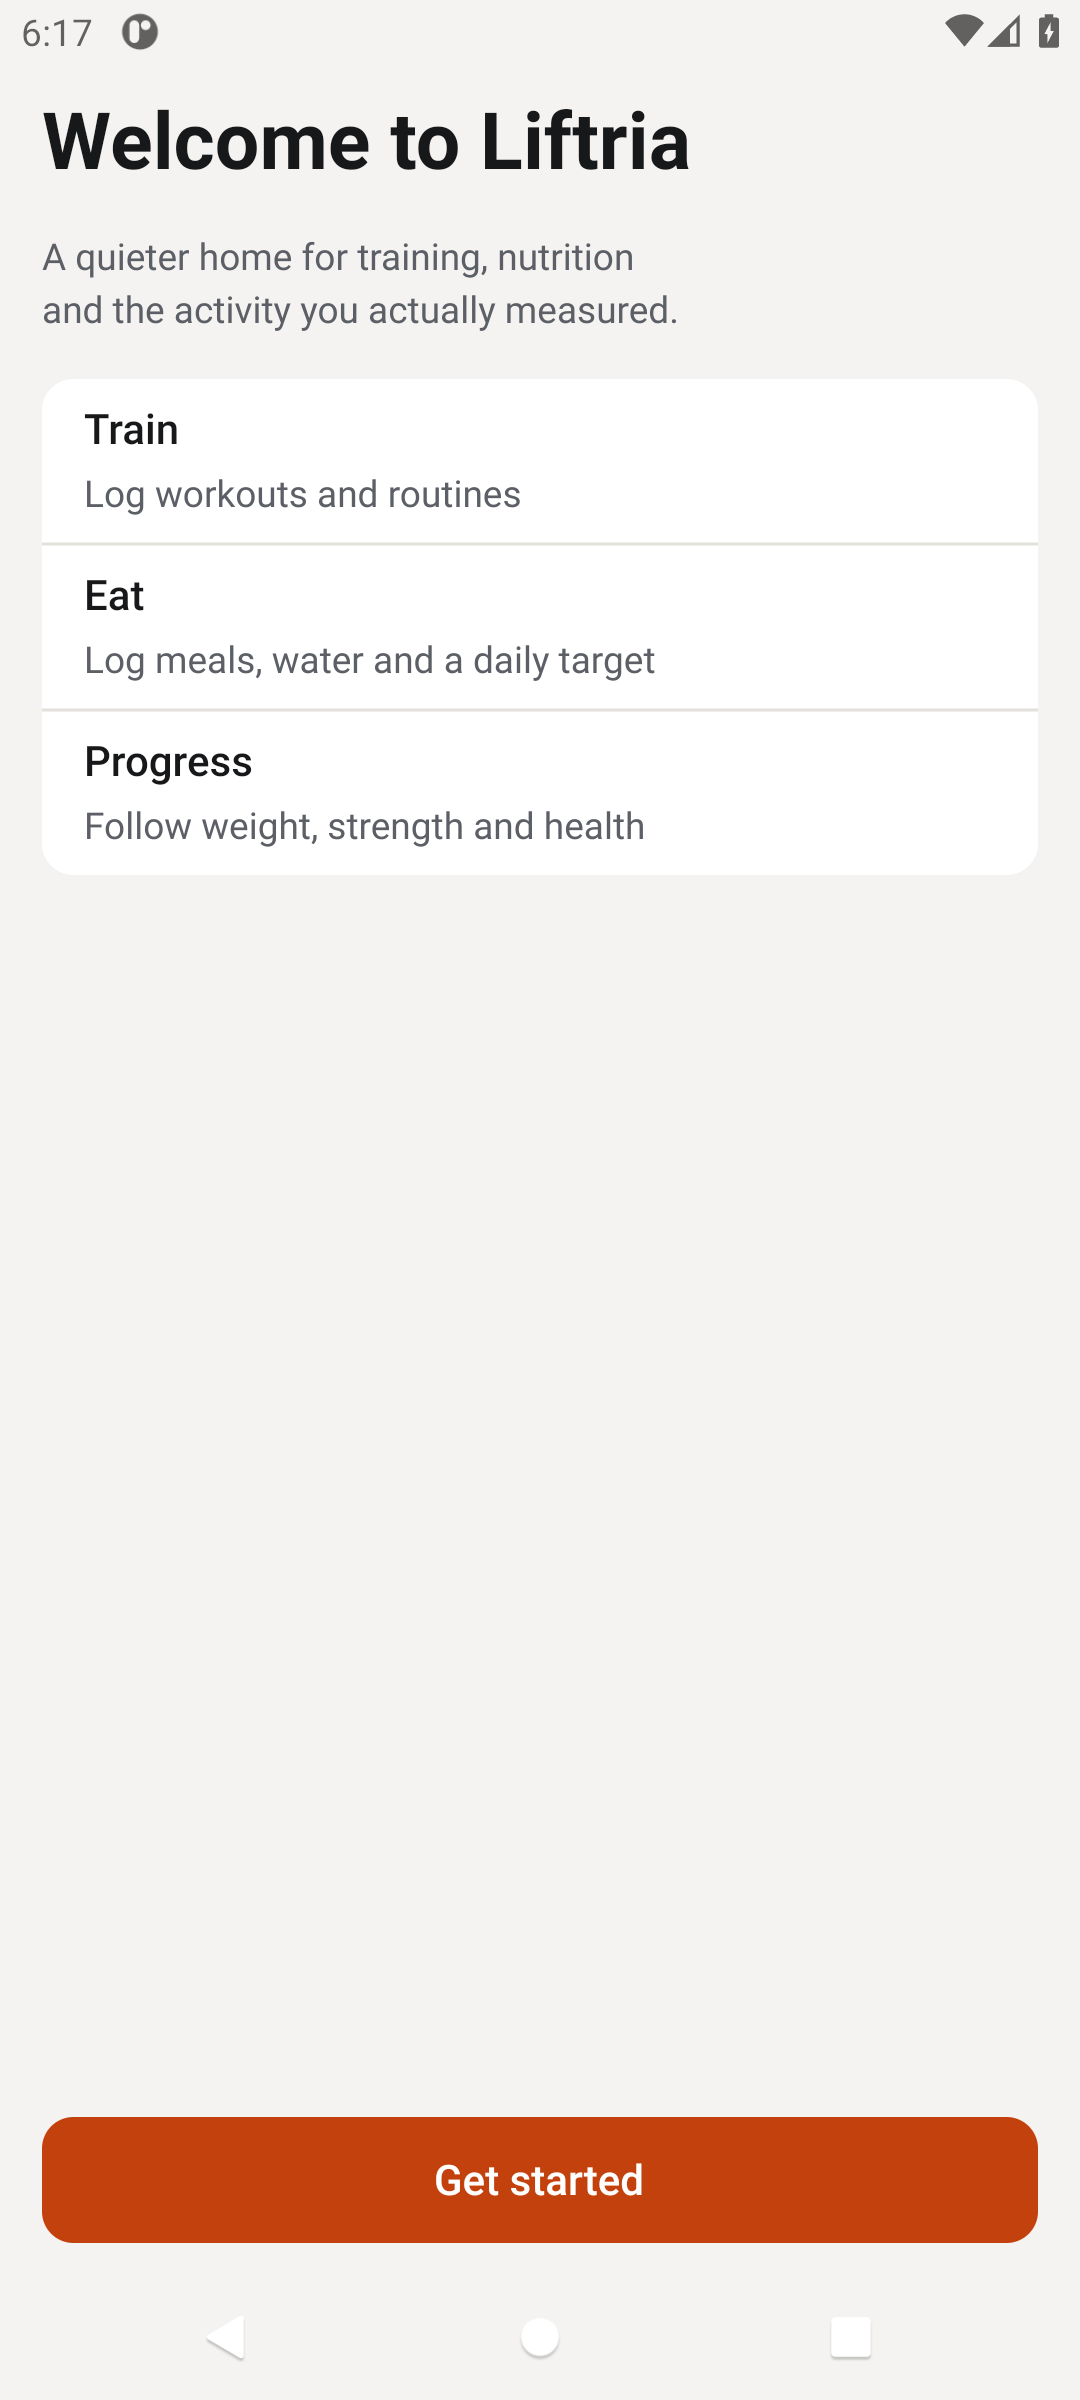 6:17
Welcome to Liftria
A quieter home for training, nutrition
and the activity you actually measured.
Train
Log workouts and routines
Eat
Log meals, water and a daily target
Progress
Follow weight, strength and health
Get started